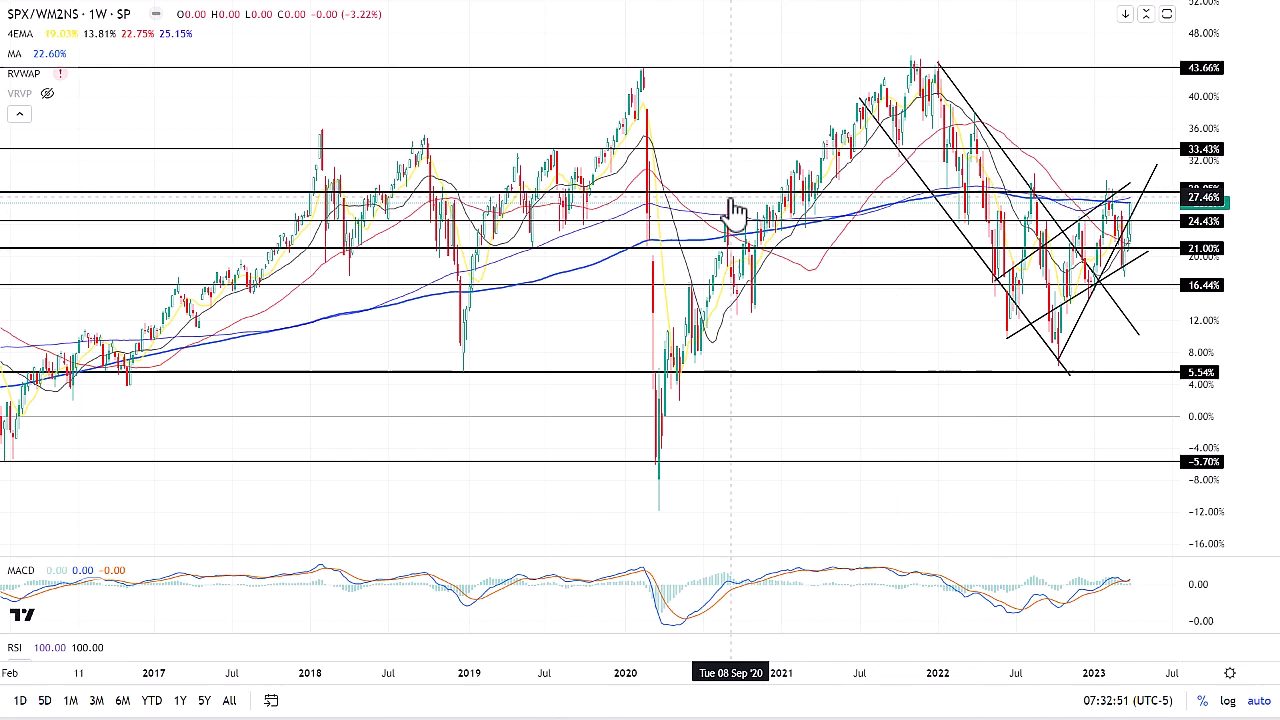 SPX/WM2NS · 1W · SP O0.00 H0.00 L0.00 C0.00 −0.00 (−3.22%)
4EMA 19.03% 13.81% 22.75% 25.15%
MA 22.60%
RVWAP !
VRVP
52.00%
48.00%
43.66%
40.00%
36.00%
33.43%
32.00%
27.46%
24.43%
21.00%
20.00%
16.44%
12.00%
8.00%
5.54%
4.00%
0.00%
−4.00%
−5.70%
−8.00%
−12.00%
−16.00%
MACD 0.00 0.00 −0.00
0.00
−0.00
RSI 100.00 100.00
Feb 11 2017 Jul 2018 Jul 2019 Jul 2020 Tue 08 Sep '20 2021 Jul 2022 Jul 2023 Jul
1D 5D 1M 3M 6M YTD 1Y 5Y All 07:32:51 (UTC-5) % log auto